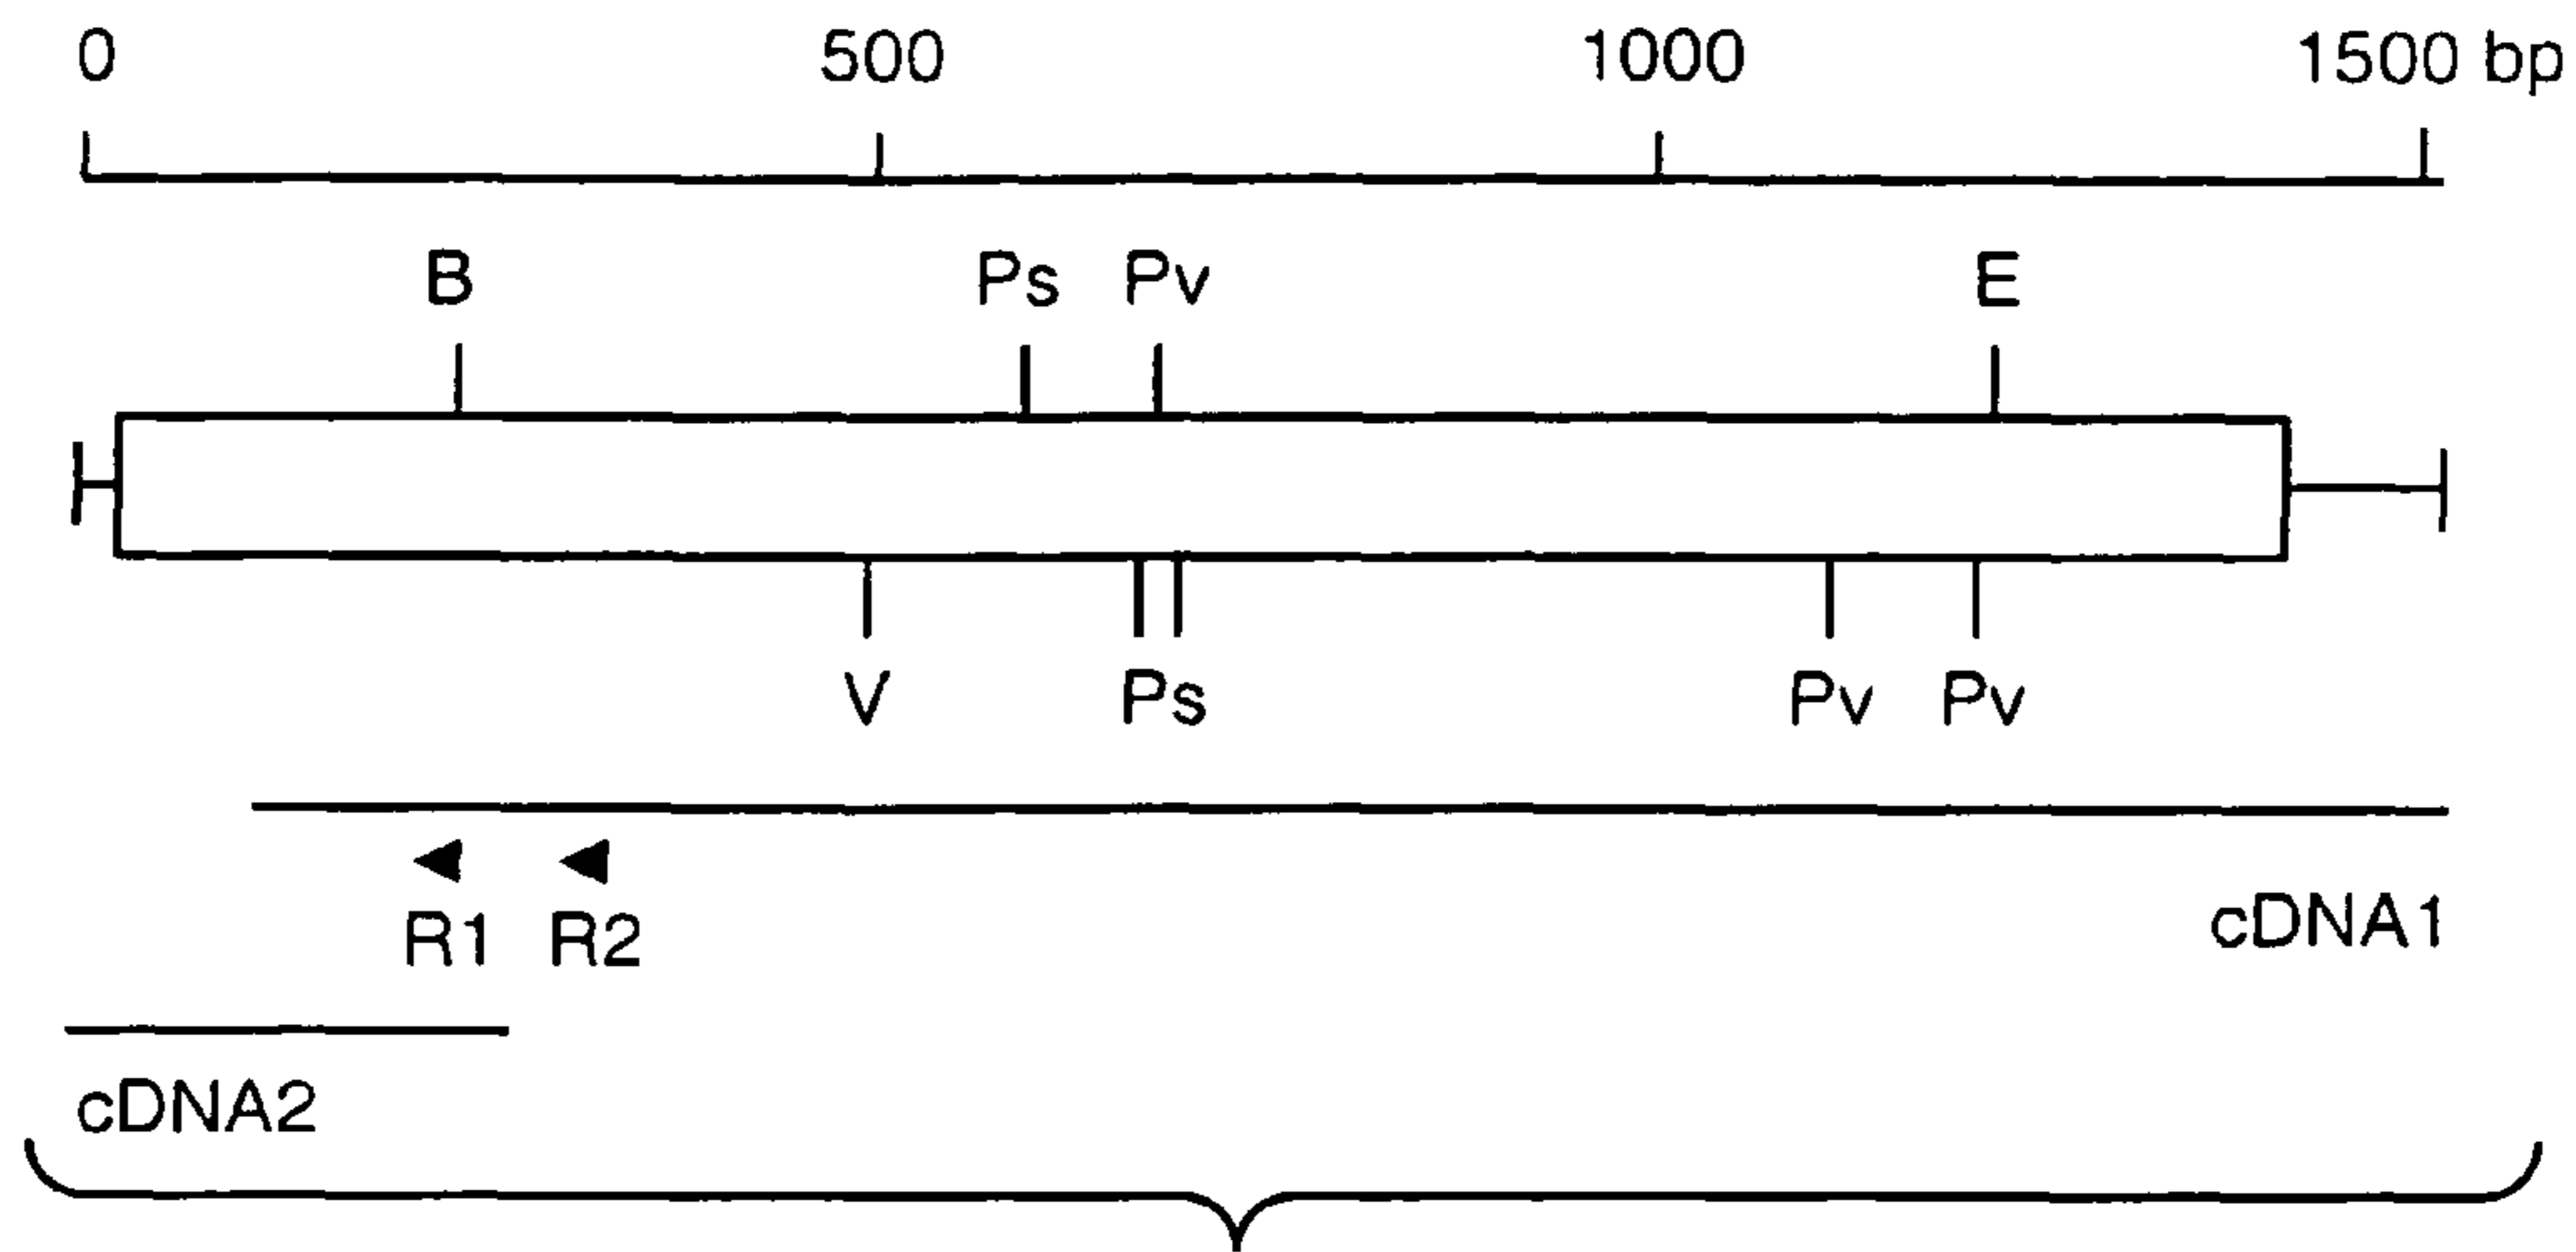 0 500 1000 1500 bp
B Ps Pv E
V Ps Pv Pv
R1 R2 cDNA1
cDNA2